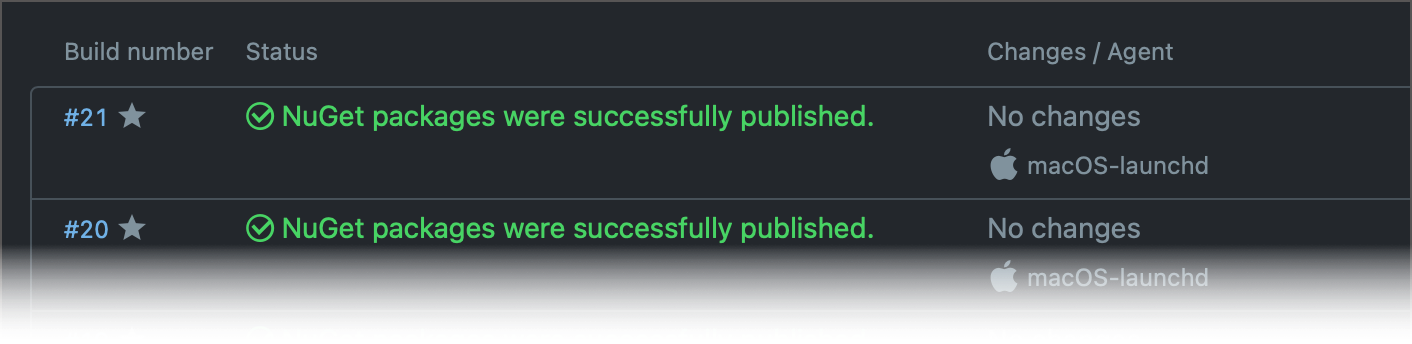 Build number Status Changes / Agent
#21 NuGet packages were successfully published. No changes
macOS-launchd
#20 NuGet packages were successfully published. No changes
macOS-launchd